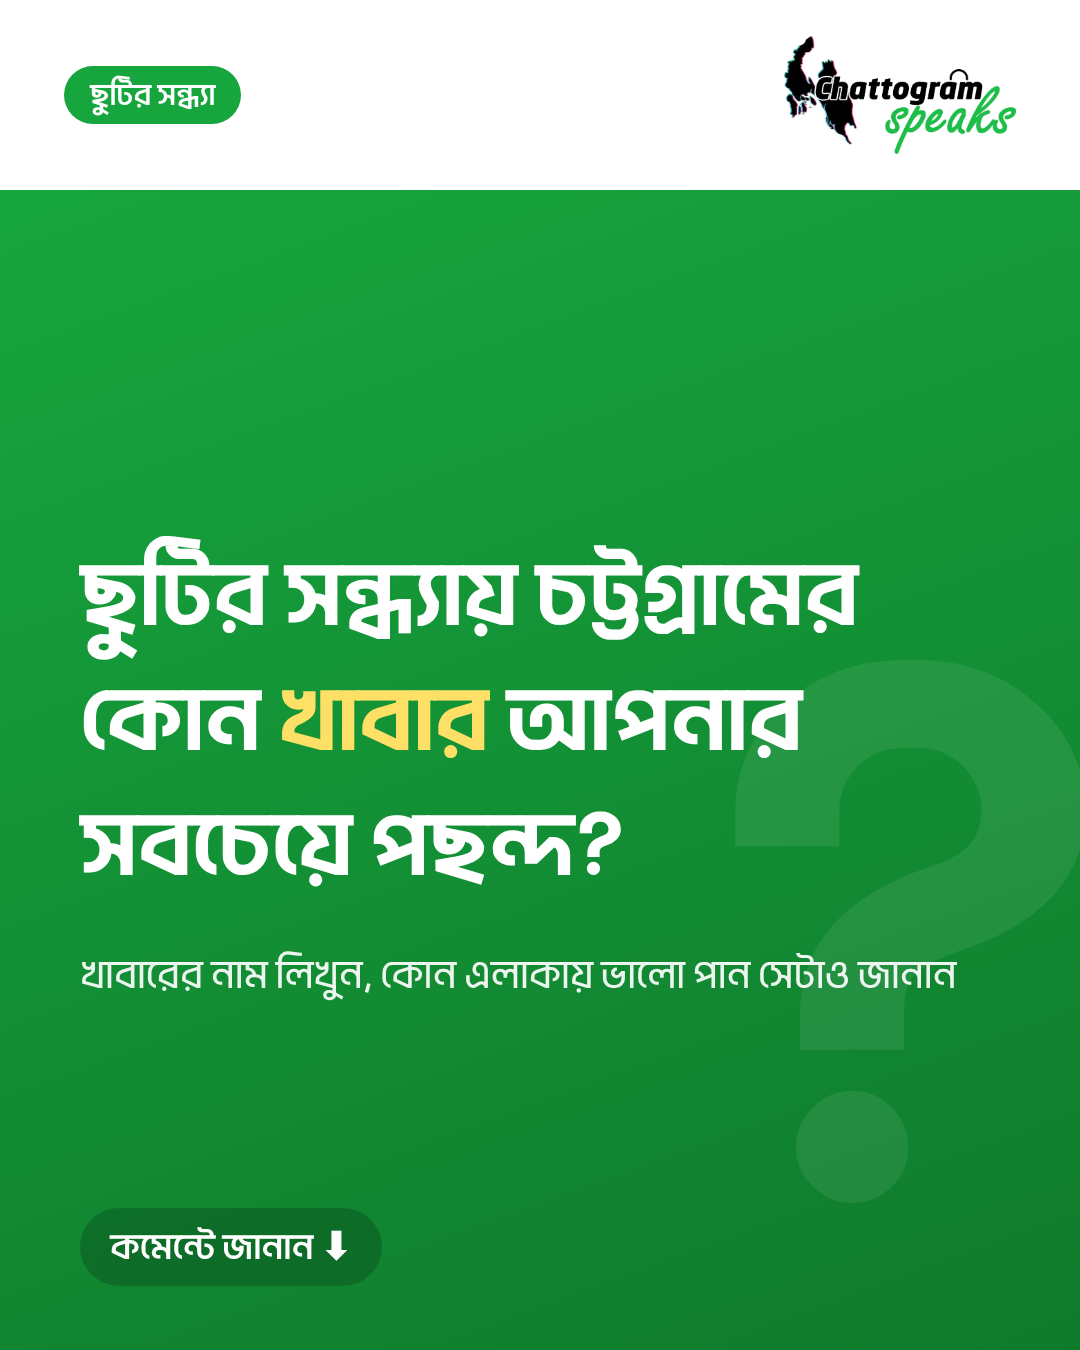 ছুটির সন্ধ্যা
Chattogram
speaks
ছুটির সন্ধ্যায় চট্টগ্রামের
কোন খাবার আপনার
সবচেয়ে পছন্দ?
খাবারের নাম লিখুন, কোন এলাকায় ভালো পান সেটাও জানান
কমেন্টে জানান ⬇